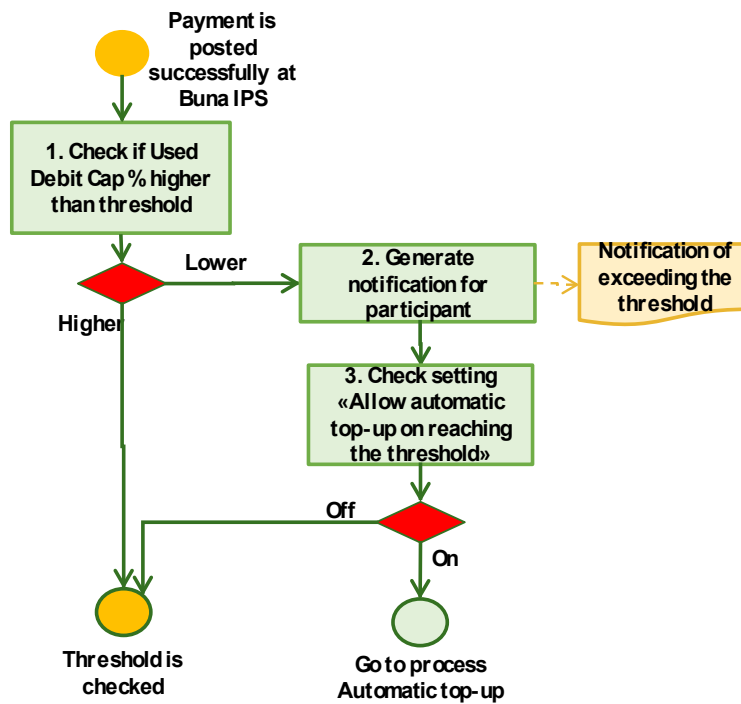 Payment is
posted
successfully at
Buna IPS
1. Check if Used
Debit Cap % higher
than threshold
Lower
Higher
2. Generate
notification for
participant
Notification of
exceeding the
threshold
3. Check setting
«Allow automatic
top-up on reaching
the threshold»
Off
On
Threshold is
checked
Go to process
Automatic top-up